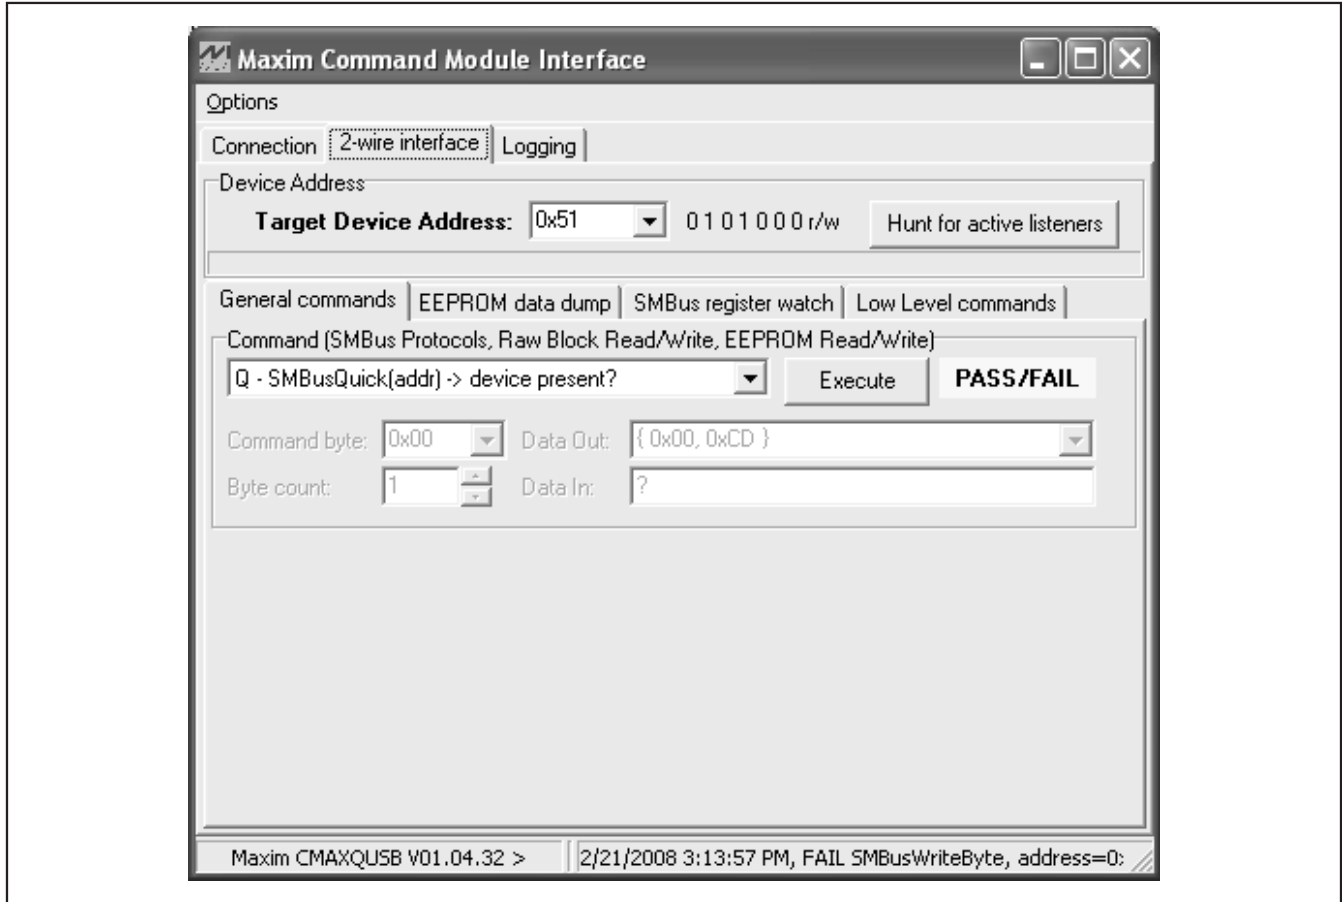 Maxim Command Module Interface
Options
Connection 2-wire interface Logging
Device Address
Target Device Address: 0x51 0 1 0 1 0 0 0 r/w Hunt for active listeners
General commands EEPROM data dump SMBus register watch Low Level commands
Command (SMBus Protocols, Raw Block Read/Write, EEPROM Read/Write)
Q - SMBusQuick(addr) -> device present? Execute PASS/FAIL
Command byte: 0x00 Data Out: { 0x00, 0xCD }
Byte count: 1 Data In: ?
Maxim CMAXQUSB V01.04.32 > 2/21/2008 3:13:57 PM, FAIL SMBusWriteByte, address=0: